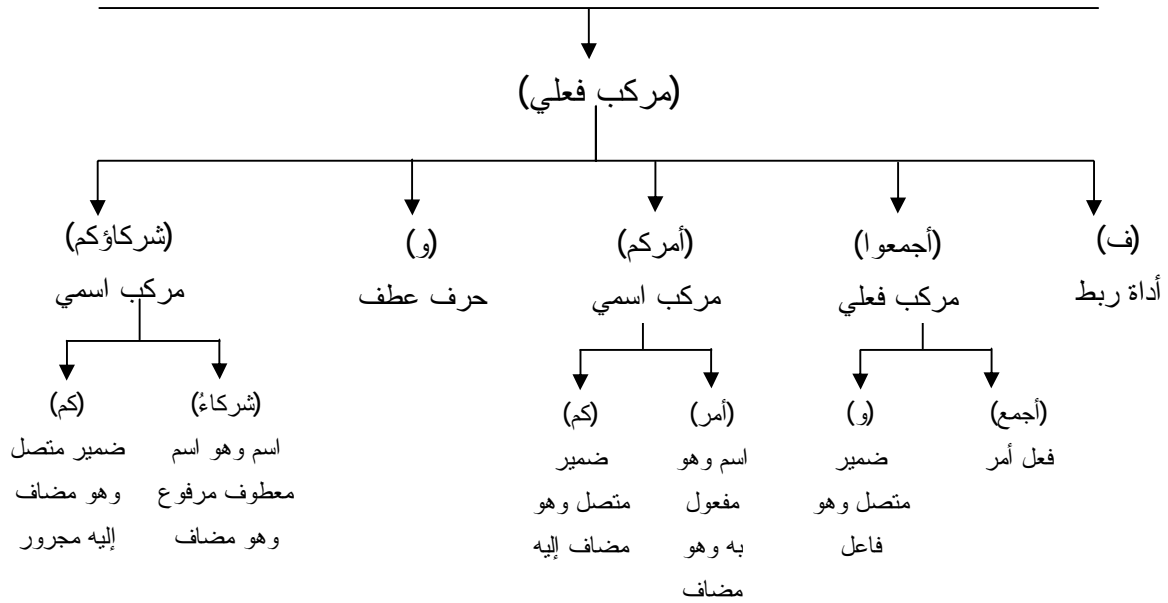 (مركب فعلي)
(ف)
أداة ربط
(أجمعوا)
مركب فعلي
(أمركم)
مركب اسمي
(و)
حرف عطف
(شركاؤكم)
مركب اسمي
(أجمع)
فعل أمر
(و)
ضمير
متصل وهو
فاعل
(أمر)
اسم وهو
مفعول
به وهو
مضاف
(كم)
ضمير
متصل وهو
مضاف إليه
(شركاءُ)
اسم وهو اسم
معطوف مرفوع
وهو مضاف
(كم)
ضمير متصل
وهو مضاف
إليه مجرور